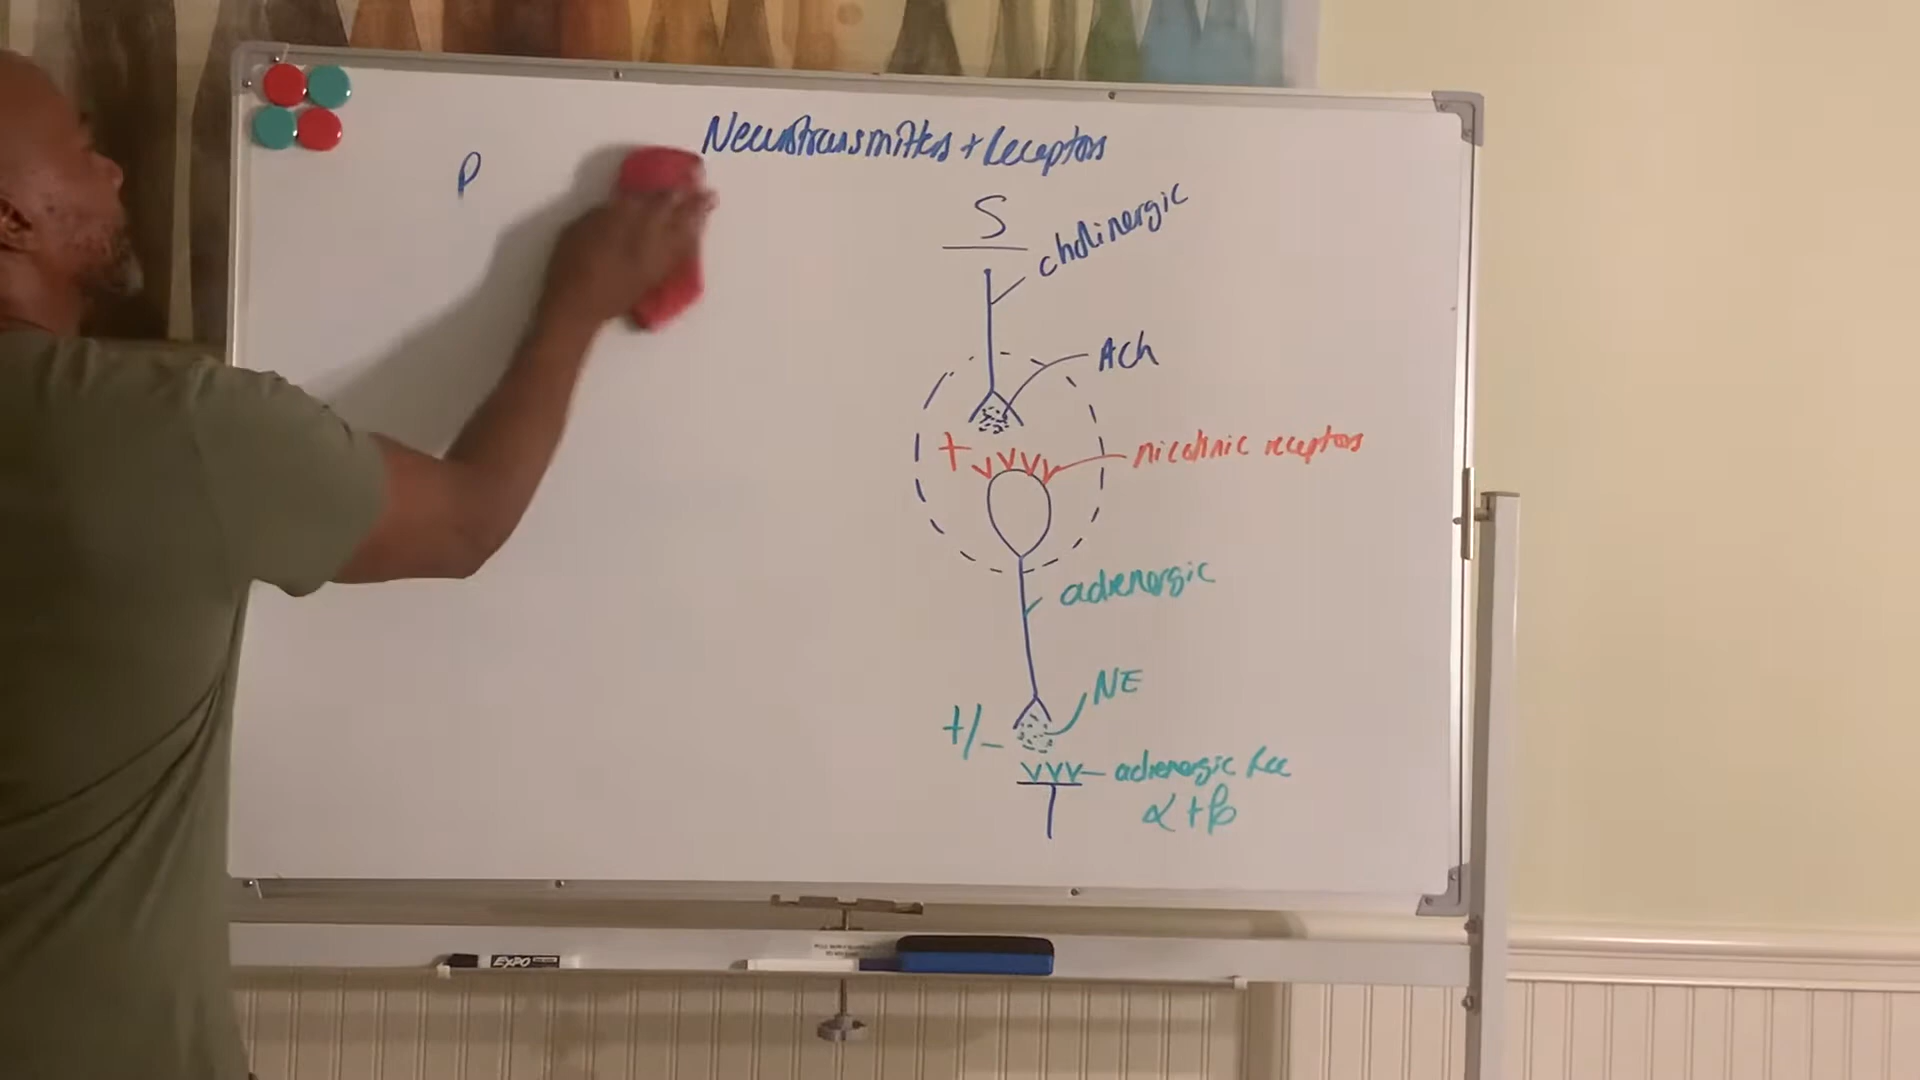 Neurotransmitters + Receptors
P
S
cholinergic
ACh
+
nicotinic receptors
adrenergic
NE
+/-
adrenergic Rec
α + β
T
EXPO